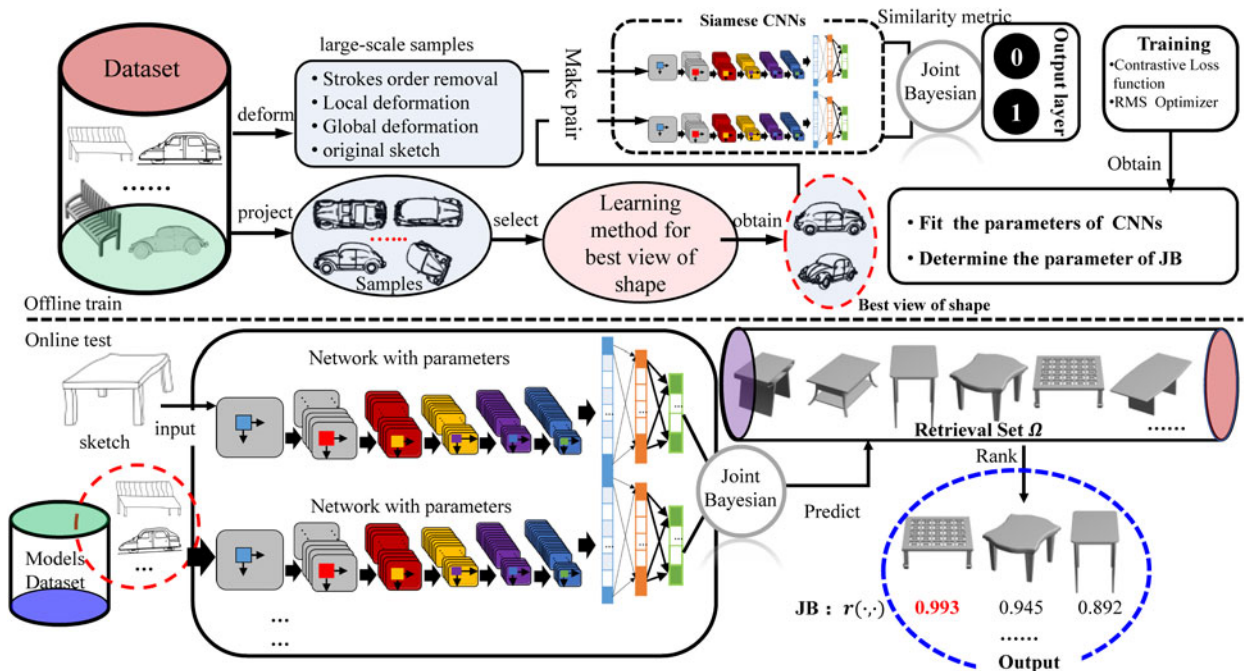 Dataset
......
deform
large-scale samples
• Strokes order removal
• Local deformation
• Global deformation
• original sketch
Make pair
Siamese CNNs
Similarity metric
Joint
Bayesian
0
1
Output layer
Training
•Contrastive Loss
function
•RMS Optimizer
Obtain
project
......
Samples
select
Learning
method for
best view of
shape
obtain
Best view of shape
• Fit the parameters of CNNs
• Determine the parameter of JB
Offline train
Online test
sketch
input
Models
Dataset
...
Network with parameters
Network with parameters
...
...
Joint
Bayesian
Predict
Retrieval Set Ω
......
Rank
JB : r(·,·)
0.993
0.945
0.892
......
Output